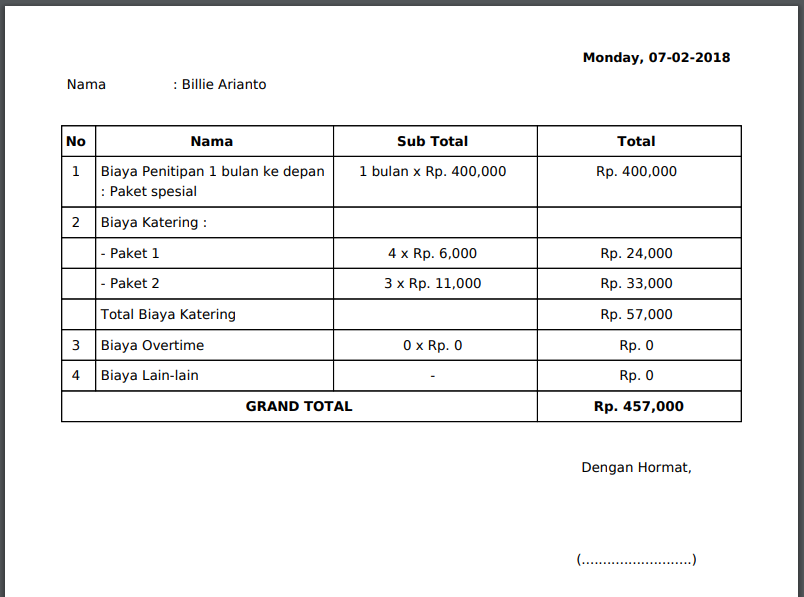 Monday, 07-02-2018
Nama : Billie Arianto
No Nama Sub Total Total
1 Biaya Penitipan 1 bulan ke depan 1 bulan x Rp. 400,000 Rp. 400,000
: Paket spesial
2 Biaya Katering :
- Paket 1 4 x Rp. 6,000 Rp. 24,000
- Paket 2 3 x Rp. 11,000 Rp. 33,000
Total Biaya Katering Rp. 57,000
3 Biaya Overtime 0 x Rp. 0 Rp. 0
4 Biaya Lain-lain - Rp. 0
GRAND TOTAL Rp. 457,000
Dengan Hormat,
(..........................)